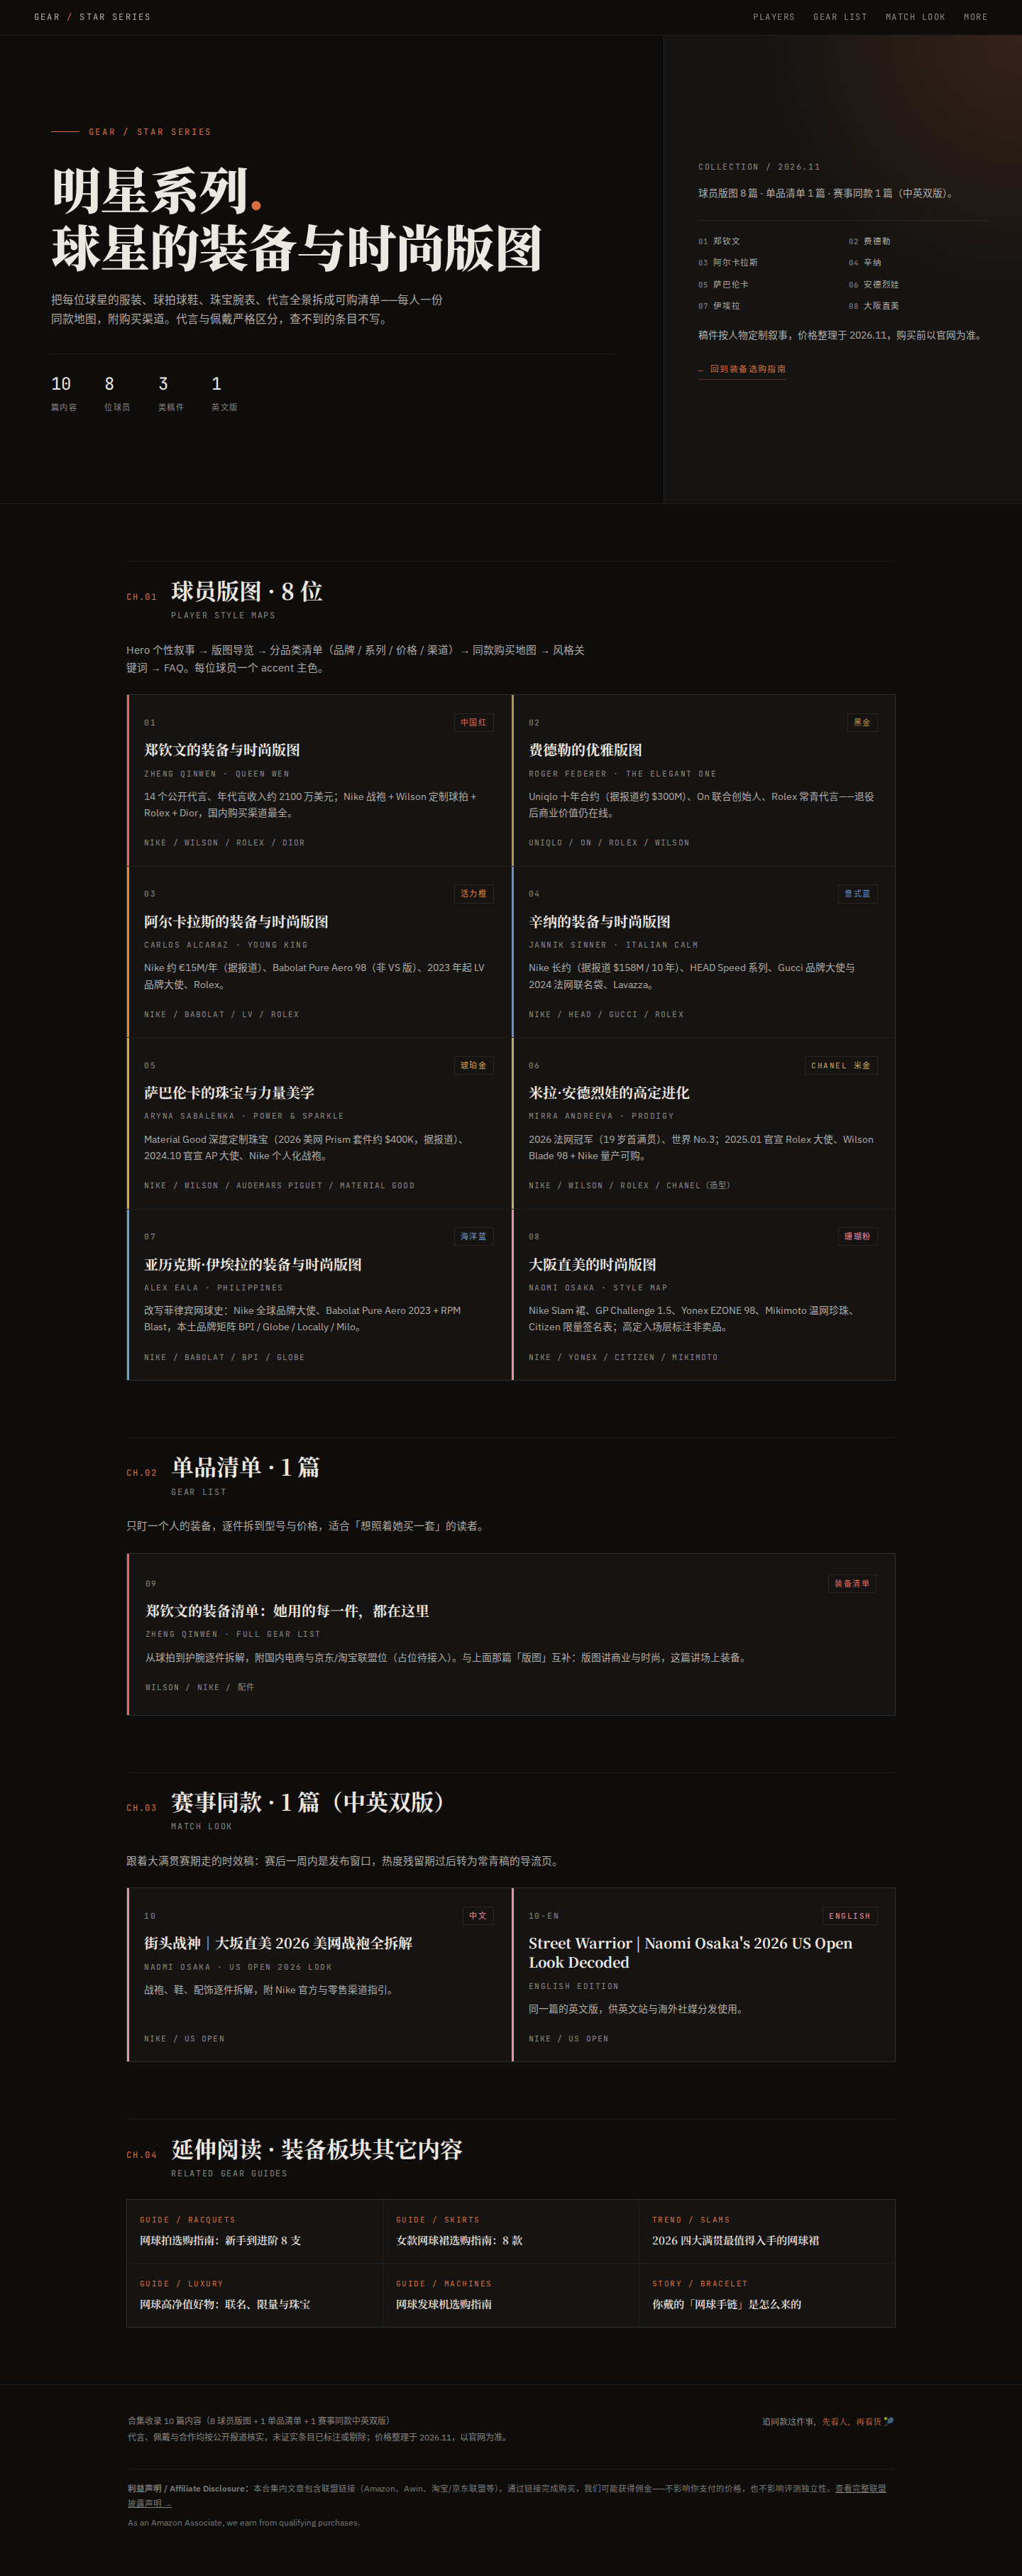 GEAR / STAR SERIES
PLAYERS GEAR LIST MATCH LOOK MORE
GEAR / STAR SERIES
明星系列.
球星的装备与时尚版图
把每位球星的服装、球拍球鞋、珠宝腕表、代言全景拆成可购清单——每人一份
同款地图，附购买渠道。代言与佩戴严格区分，查不到的条目不写。
10 8 3 1
篇内容 位球员 类稿件 英文版
COLLECTION / 2026.11
球员版图 8 篇 · 单品清单 1 篇 · 赛事同款 1 篇（中英双版）。
01 郑钦文 02 费德勒
03 阿尔卡拉斯 04 辛纳
05 萨巴伦卡 06 安德烈娃
07 伊埃拉 08 大阪直美
稿件按人物定制叙事，价格整理于 2026.11，购买前以官网为准。
← 回到装备选购指南
CH.01 球员版图 · 8 位
PLAYER STYLE MAPS
Hero 个性叙事 → 版图导览 → 分品类清单（品牌 / 系列 / 价格 / 渠道）→ 同款购买地图 → 风格关
键词 → FAQ。每位球员一个 accent 主色。
01 中国红
郑钦文的装备与时尚版图
ZHENG QINWEN · QUEEN WEN
14 个公开代言、年代言收入约 2100 万美元；Nike 战袍 + Wilson 定制球拍 +
Rolex + Dior，国内购买渠道最全。
NIKE / WILSON / ROLEX / DIOR
02 黑金
费德勒的优雅版图
ROGER FEDERER · THE ELEGANT ONE
Uniqlo 十年合约（据报道约 $300M）、On 联合创始人、Rolex 常青代言——退役
后商业价值仍在线。
UNIQLO / ON / ROLEX / WILSON
03 活力橙
阿尔卡拉斯的装备与时尚版图
CARLOS ALCARAZ · YOUNG KING
Nike 约 €15M/年（据报道）、Babolat Pure Aero 98（非 VS 版）、2023 年起 LV
品牌大使、Rolex。
NIKE / BABOLAT / LV / ROLEX
04 意式蓝
辛纳的装备与时尚版图
JANNIK SINNER · ITALIAN CALM
Nike 长约（据报道 $158M / 10 年）、HEAD Speed 系列、Gucci 品牌大使与
2024 法网联名袋、Lavazza。
NIKE / HEAD / GUCCI / ROLEX
05 琥珀金
萨巴伦卡的珠宝与力量美学
ARYNA SABALENKA · POWER & SPARKLE
Material Good 深度定制珠宝（2026 美网 Prism 套件约 $400K，据报道）、
2024.10 官宣 AP 大使、Nike 个人化战袍。
NIKE / WILSON / AUDEMARS PIGUET / MATERIAL GOOD
06 CHANEL 米金
米拉·安德烈娃的高定进化
MIRRA ANDREEVA · PRODIGY
2026 法网冠军（19 岁首满贯）、世界 No.3；2025.01 官宣 Rolex 大使、Wilson
Blade 98 + Nike 量产可购。
NIKE / WILSON / ROLEX / CHANEL（造型）
07 海洋蓝
亚历克斯·伊埃拉的装备与时尚版图
ALEX EALA · PHILIPPINES
改写菲律宾网球史：Nike 全球品牌大使、Babolat Pure Aero 2023 + RPM
Blast，本土品牌矩阵 BPI / Globe / Locally / Milo。
NIKE / BABOLAT / BPI / GLOBE
08 珊瑚粉
大阪直美的时尚版图
NAOMI OSAKA · STYLE MAP
Nike Slam 裙、GP Challenge 1.5、Yonex EZONE 98、Mikimoto 温网珍珠、
Citizen 限量签名表；高定入场层标注非卖品。
NIKE / YONEX / CITIZEN / MIKIMOTO
CH.02 单品清单 · 1 篇
GEAR LIST
只盯一个人的装备，逐件拆到型号与价格，适合「想照着她买一套」的读者。
09 装备清单
郑钦文的装备清单：她用的每一件，都在这里
ZHENG QINWEN · FULL GEAR LIST
从球拍到护腕逐件拆解，附国内电商与京东/淘宝联盟位（占位待接入）。与上面那篇「版图」互补：版图讲商业与时尚，这篇讲场上装备。
WILSON / NIKE / 配件
CH.03 赛事同款 · 1 篇（中英双版）
MATCH LOOK
跟着大满贯赛期走的时效稿：赛后一周内是发布窗口，热度残留期过后转为常青稿的导流页。
10 中文
街头战神｜大坂直美 2026 美网战袍全拆解
NAOMI OSAKA · US OPEN 2026 LOOK
战袍、鞋、配饰逐件拆解，附 Nike 官方与零售渠道指引。
NIKE / US OPEN
10-EN ENGLISH
Street Warrior | Naomi Osaka's 2026 US Open
Look Decoded
ENGLISH EDITION
同一篇的英文版，供英文站与海外社媒分发使用。
NIKE / US OPEN
CH.04 延伸阅读 · 装备板块其它内容
RELATED GEAR GUIDES
GUIDE / RACQUETS
网球拍选购指南：新手到进阶 8 支
GUIDE / SKIRTS
女款网球裙选购指南：8 款
TREND / SLAMS
2026 四大满贯最值得入手的网球裙
GUIDE / LUXURY
网球高净值好物：联名、限量与珠宝
GUIDE / MACHINES
网球发球机选购指南
STORY / BRACELET
你戴的「网球手链」是怎么来的
合集收录 10 篇内容（8 球员版图 + 1 单品清单 + 1 赛事同款中英双版）
代言、佩戴与合作均按公开报道核实，未证实条目已标注或剔除；价格整理于 2026.11，以官网为准。
追同款这件事，先看人，再看货 🎾
利益声明 / Affiliate Disclosure：本合集内文章包含联盟链接（Amazon、Awin、淘宝/京东联盟等）。通过链接完成购买，我们可能获得佣金——不影响你支付的价格，也不影响评测独立性。查看完整联盟
披露声明 →
As an Amazon Associate, we earn from qualifying purchases.